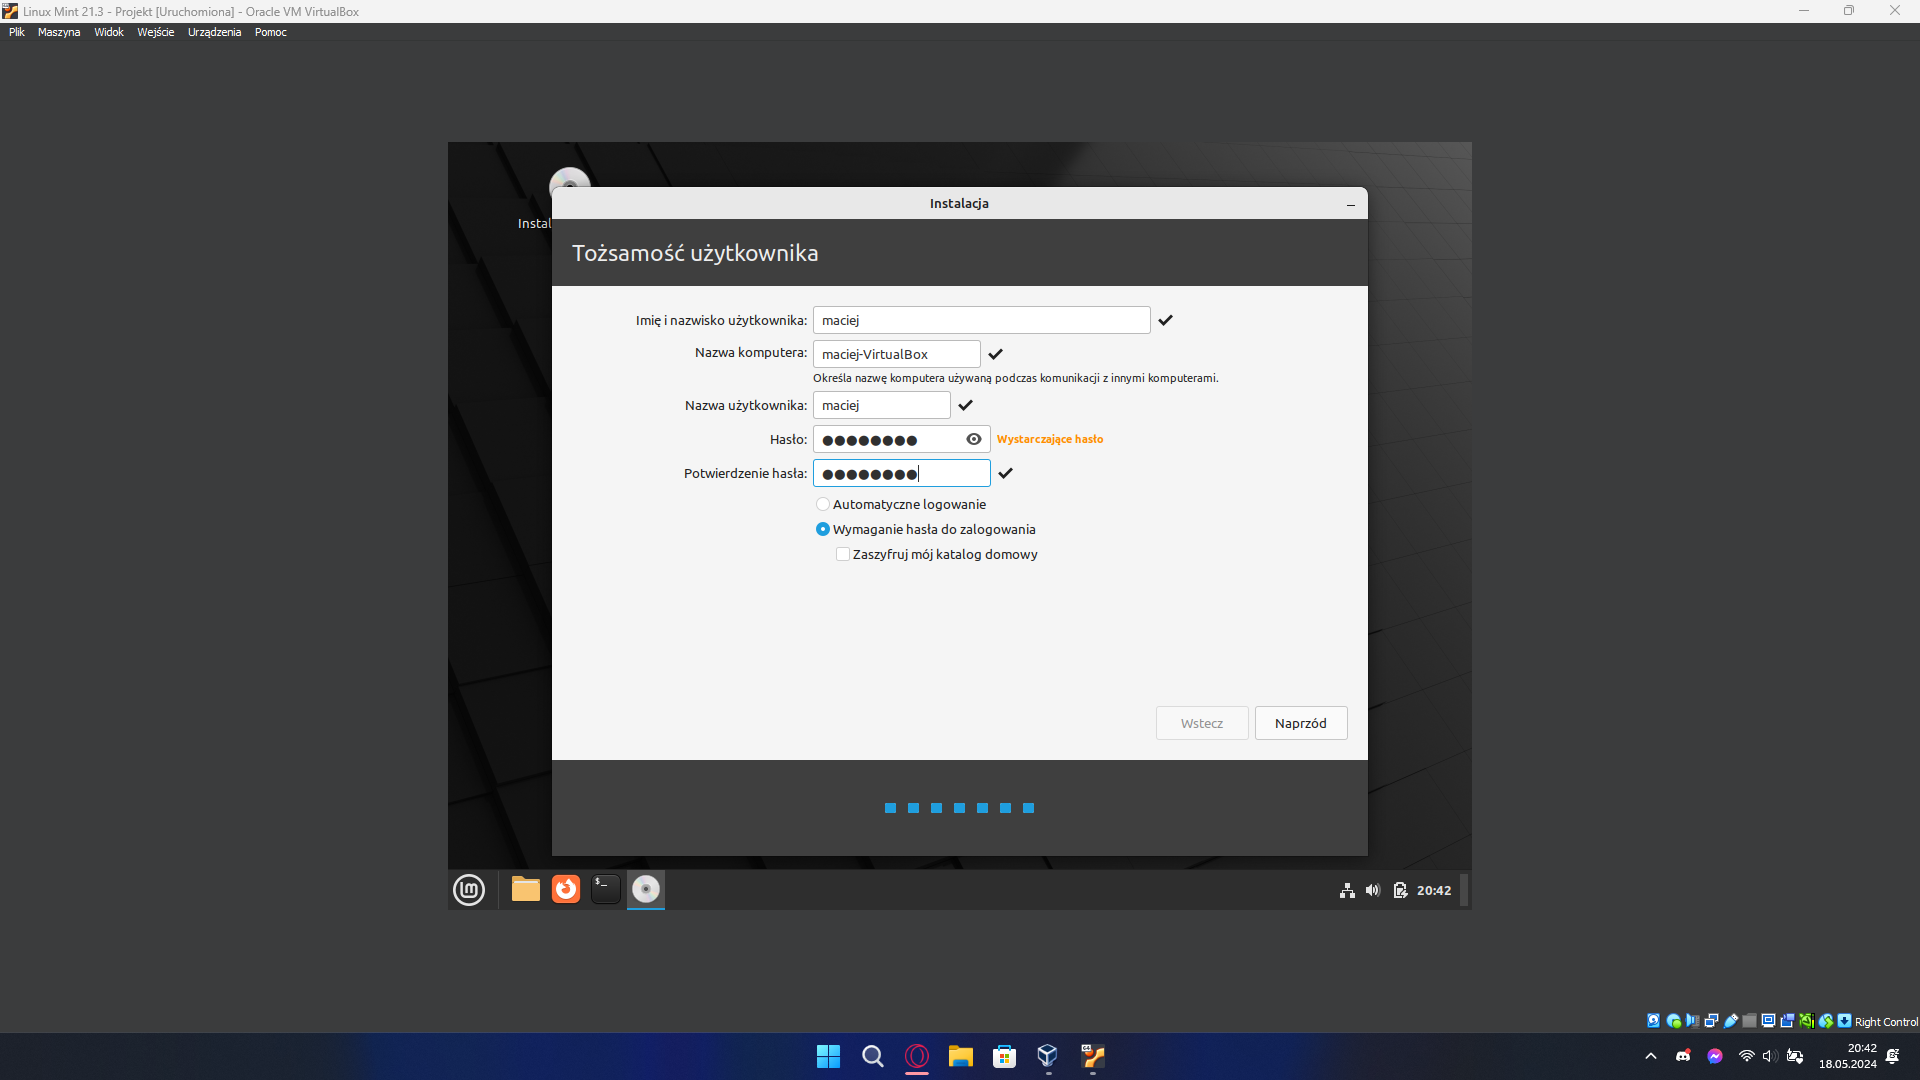 Linux Mint 21.3 - Projekt [Uruchomiona] - Oracle VM VirtualBox
Plik Maszyna Widok Wejście Urządzenia Pomoc
Instal
Instalacja
Tożsamość użytkownika
Imię i nazwisko użytkownika: maciej
Nazwa komputera: maciej-VirtualBox
Określa nazwę komputera używaną podczas komunikacji z innymi komputerami.
Nazwa użytkownika: maciej
Hasło: ●●●●●●●● Wystarczające hasło
Potwierdzenie hasła: ●●●●●●●●
Automatyczne logowanie
Wymaganie hasła do zalogowania
Zaszyfruj mój katalog domowy
Wstecz Naprzód
20:42
Right Control
20:42
18.05.2024